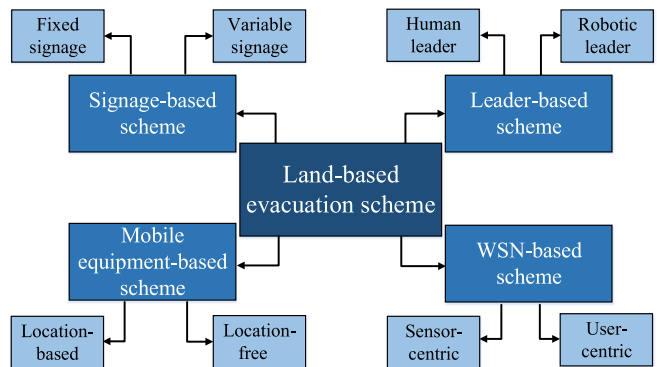 Fixed
signage
Variable
signage
Human
leader
Robotic
leader
Signage-based
scheme
Leader-based
scheme
Land-based
evacuation scheme
Mobile
equipment-based
scheme
WSN-based
scheme
Location-
based
Location-
free
Sensor-
centric
User-
centric